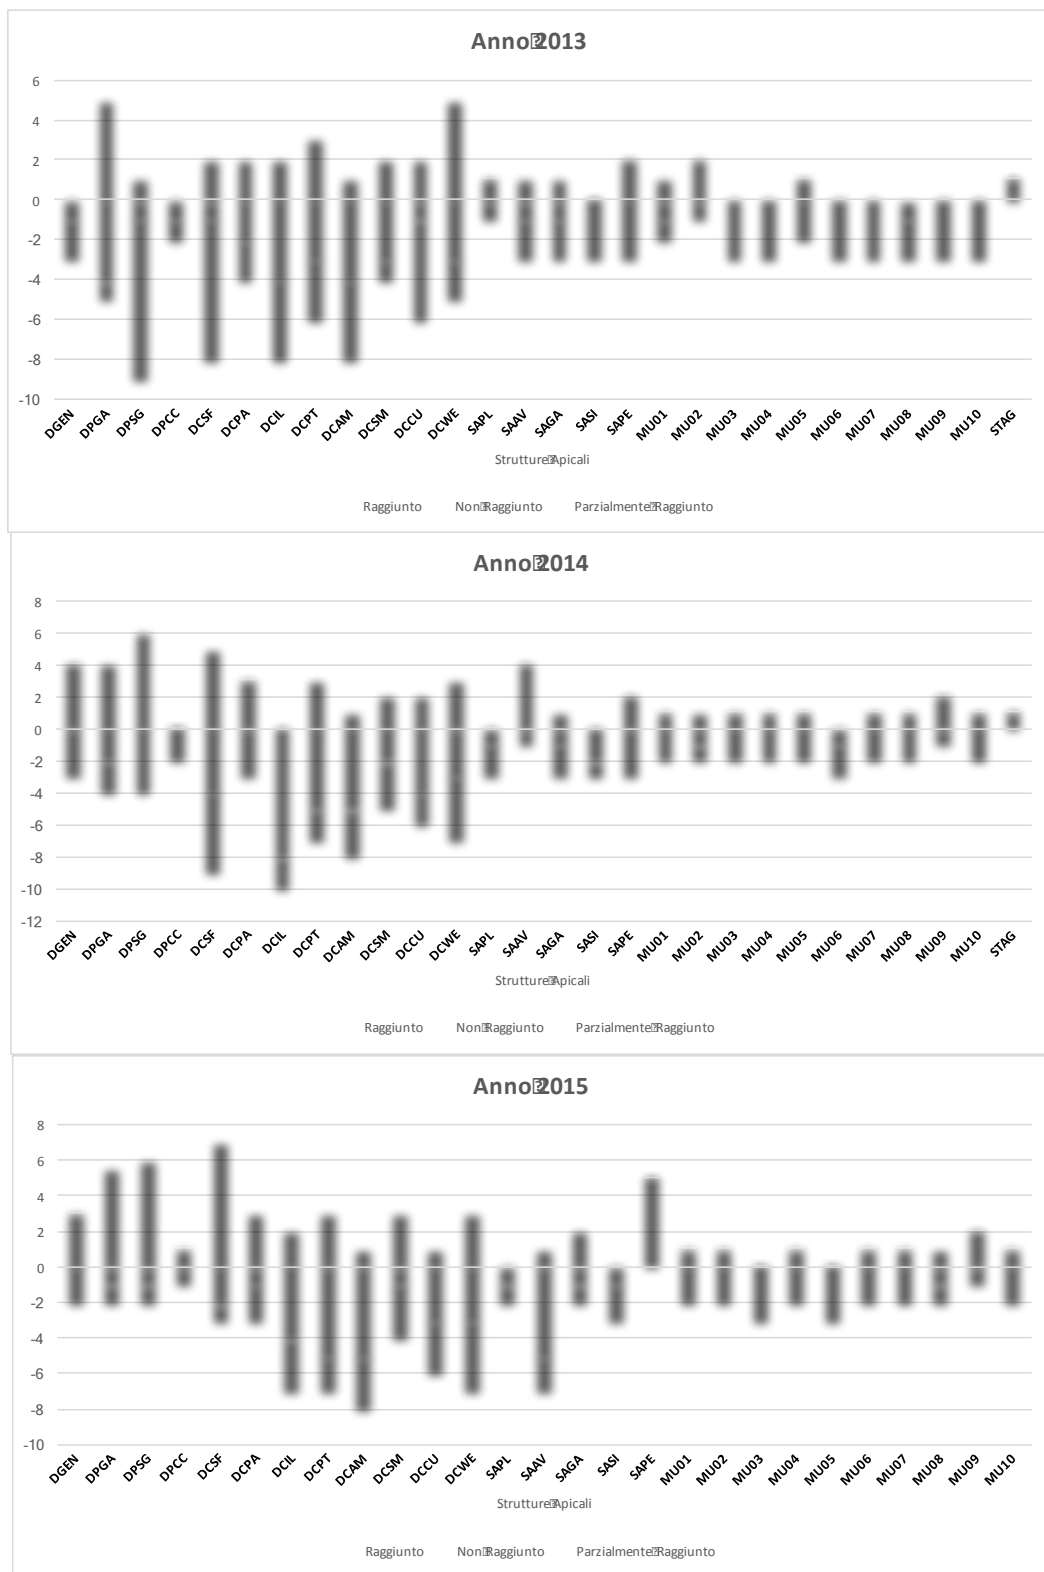 Anno 2013
6
4
2
0
-2
-4
-6
-8
-10
DGEN DPGA DPSG DPCC DCSF DCPA DCIL DCPT DCAM DCSM DCCU DCWE SAPL SAAV SAGA SASI SAPE MU01 MU02 MU03 MU04 MU05 MU06 MU07 MU08 MU09 MU10 STAG
Strutture Apicali
Raggiunto Non Raggiunto Parzialmente Raggiunto
Anno 2014
8
6
4
2
0
-2
-4
-6
-8
-10
-12
DGEN DPGA DPSG DPCC DCSF DCPA DCIL DCPT DCAM DCSM DCCU DCWE SAPL SAAV SAGA SASI SAPE MU01 MU02 MU03 MU04 MU05 MU06 MU07 MU08 MU09 MU10 STAG
Strutture Apicali
Raggiunto Non Raggiunto Parzialmente Raggiunto
Anno 2015
8
6
4
2
0
-2
-4
-6
-8
-10
DGEN DPGA DPSG DPCC DCSF DCPA DCIL DCPT DCAM DCSM DCCU DCWE SAPL SAAV SAGA SASI SAPE MU01 MU02 MU03 MU04 MU05 MU06 MU07 MU08 MU09 MU10
Strutture Apicali
Raggiunto Non Raggiunto Parzialmente Raggiunto